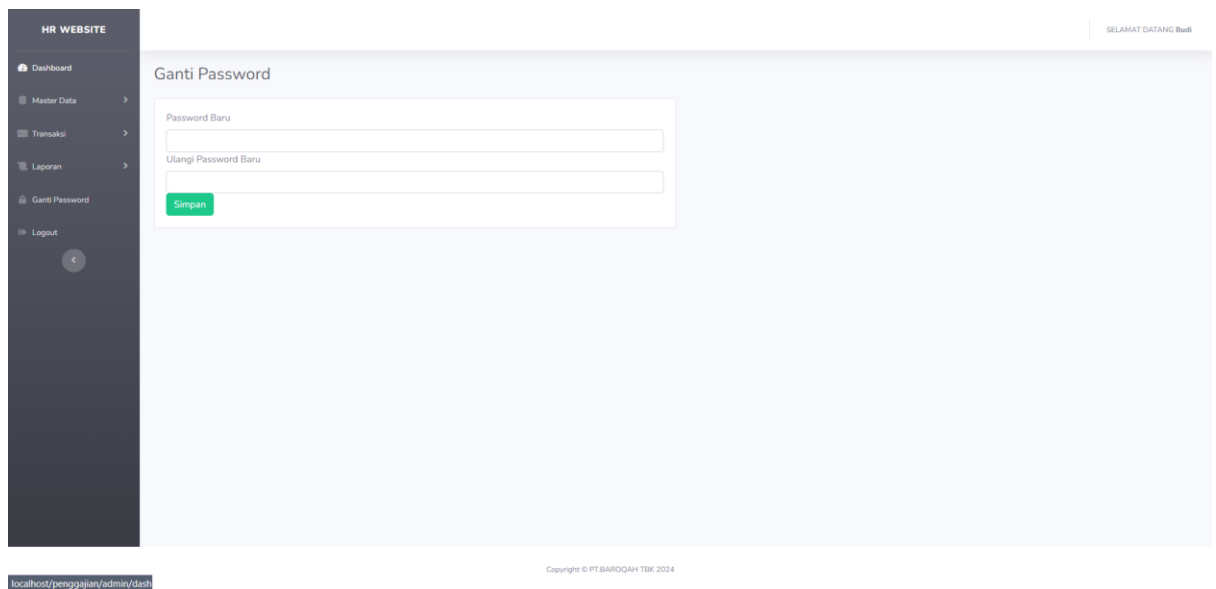 HR WEBSITE
SELAMAT DATANG Budi
Dashboard
Master Data
Transaksi
Laporan
Ganti Password
Logout
Ganti Password
Password Baru
Ulangi Password Baru
Simpan
Copyright © PT.BAROQAH TBK 2024
localhost/penggajian/admin/dash